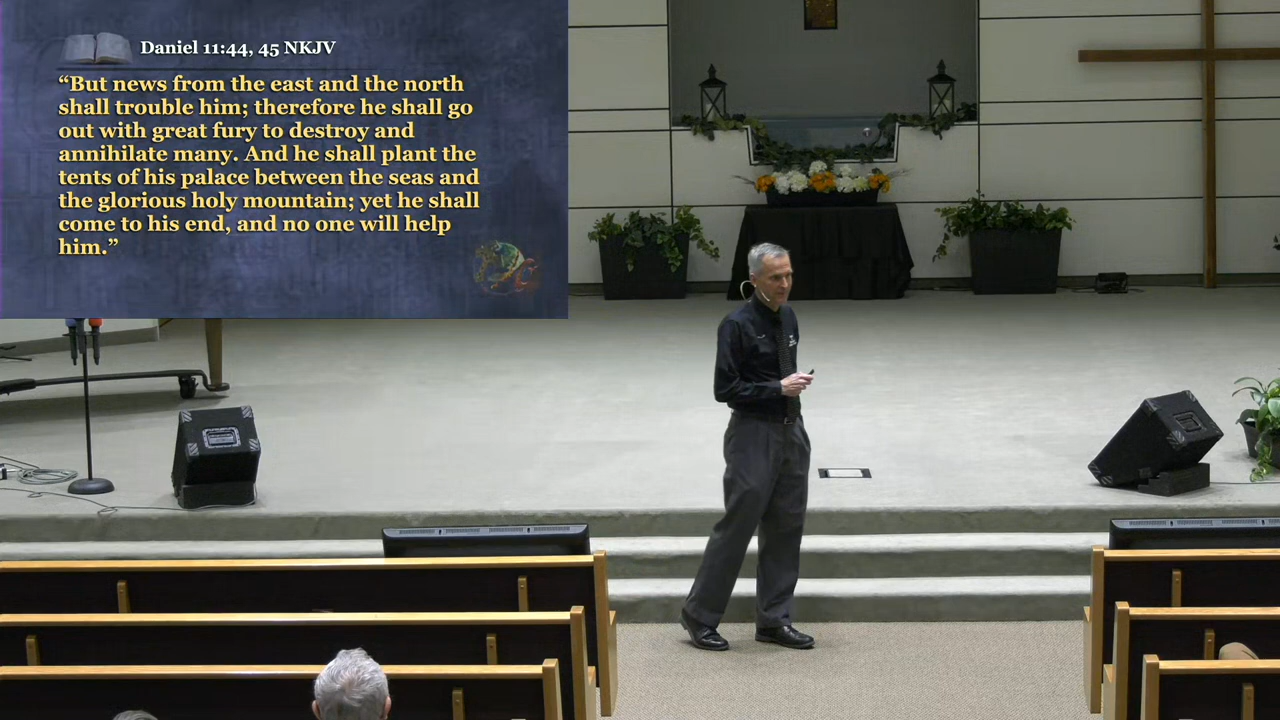 Daniel 11:44, 45 NKJV
“But news from the east and the north
shall trouble him; therefore he shall go
out with great fury to destroy and
annihilate many. And he shall plant the
tents of his palace between the seas and
the glorious holy mountain; yet he shall
come to his end, and no one will help
him.”